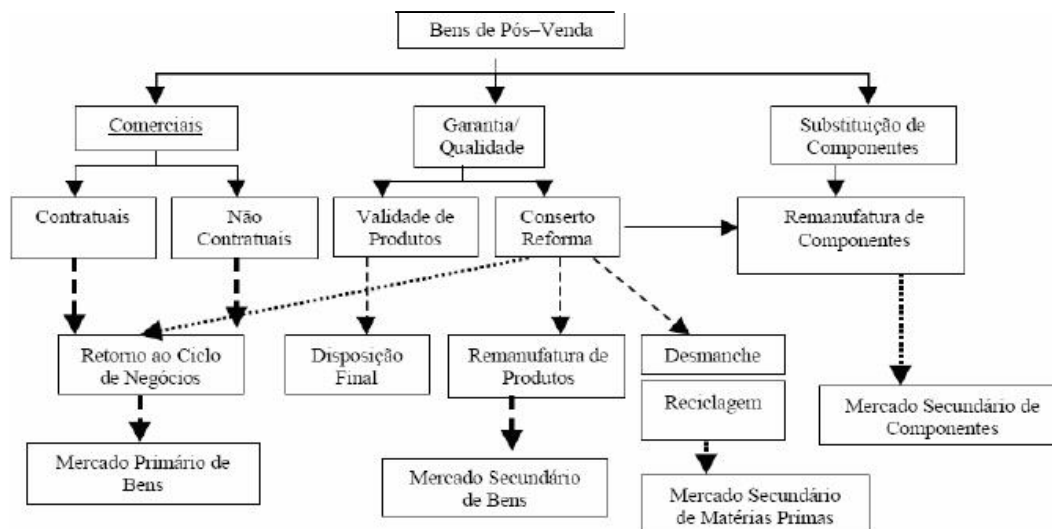 Bens de Pós–Venda
Comerciais
Garantia/
Qualidade
Substituição de
Componentes
Contratuais
Não
Contratuais
Validade de
Produtos
Conserto
Reforma
Remanufatura de
Componentes
Retorno ao Ciclo
de Negócios
Disposição
Final
Remanufatura de
Produtos
Desmanche
Reciclagem
Mercado Secundário de
Componentes
Mercado Primário de
Bens
Mercado Secundário
de Bens
Mercado Secundário
de Matérias Primas